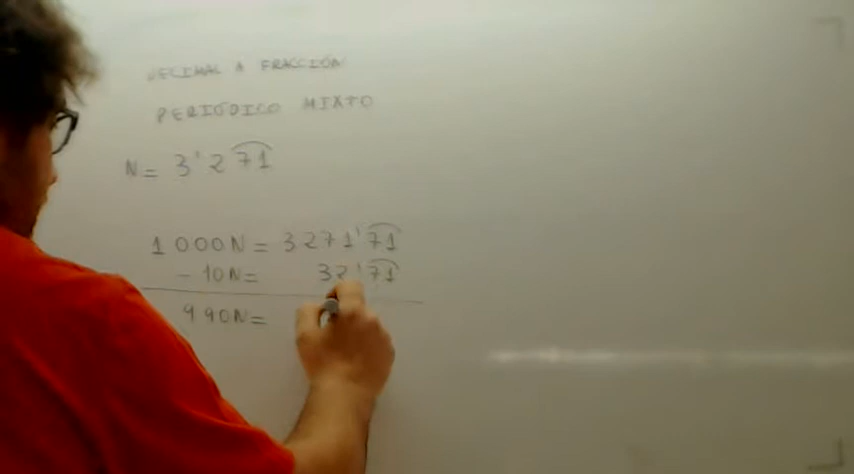 DECIMAL A FRACCIÓN
PERIÓDICO MIXTO
N= 3'271
1000N= 3271'71
-10N= 32'71
990N=